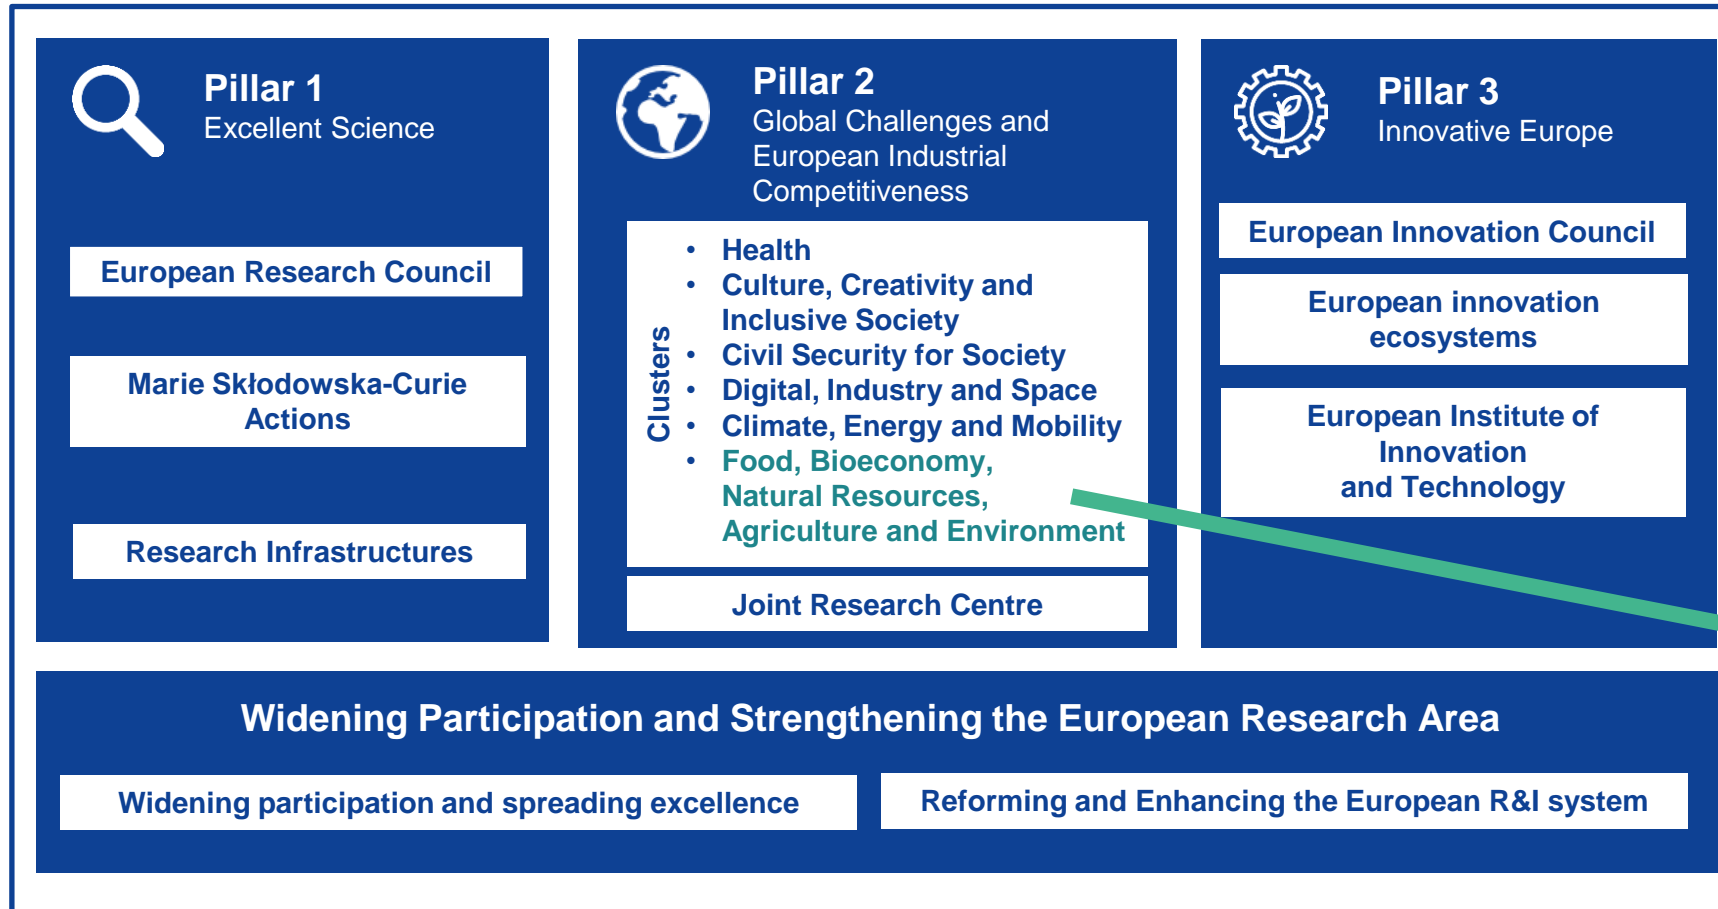 Pillar 1
Excellent Science
European Research Council
Marie Skłodowska-Curie
Actions
Research Infrastructures
Pillar 2
Global Challenges and
European Industrial
Competitiveness
Clusters
• Health
• Culture, Creativity and
Inclusive Society
• Civil Security for Society
• Digital, Industry and Space
• Climate, Energy and Mobility
• Food, Bioeconomy,
Natural Resources,
Agriculture and Environment
Joint Research Centre
Pillar 3
Innovative Europe
European Innovation Council
European innovation
ecosystems
European Institute of
Innovation
and Technology
Widening Participation and Strengthening the European Research Area
Widening participation and spreading excellence
Reforming and Enhancing the European R&I system